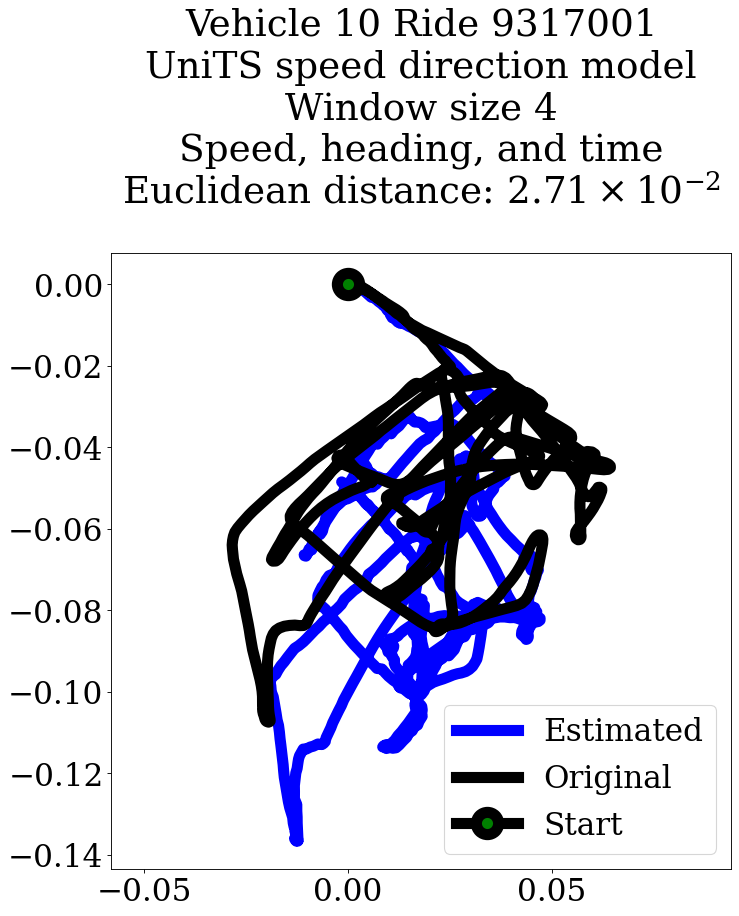 Vehicle 10 Ride 9317001
UniTS speed direction model
Window size 4
Speed, heading, and time
Euclidean distance: 2.71 × 10⁻²
0.00
−0.02
−0.04
−0.06
−0.08
−0.10
−0.12
−0.14
Estimated
Original
Start
−0.05 0.00 0.05